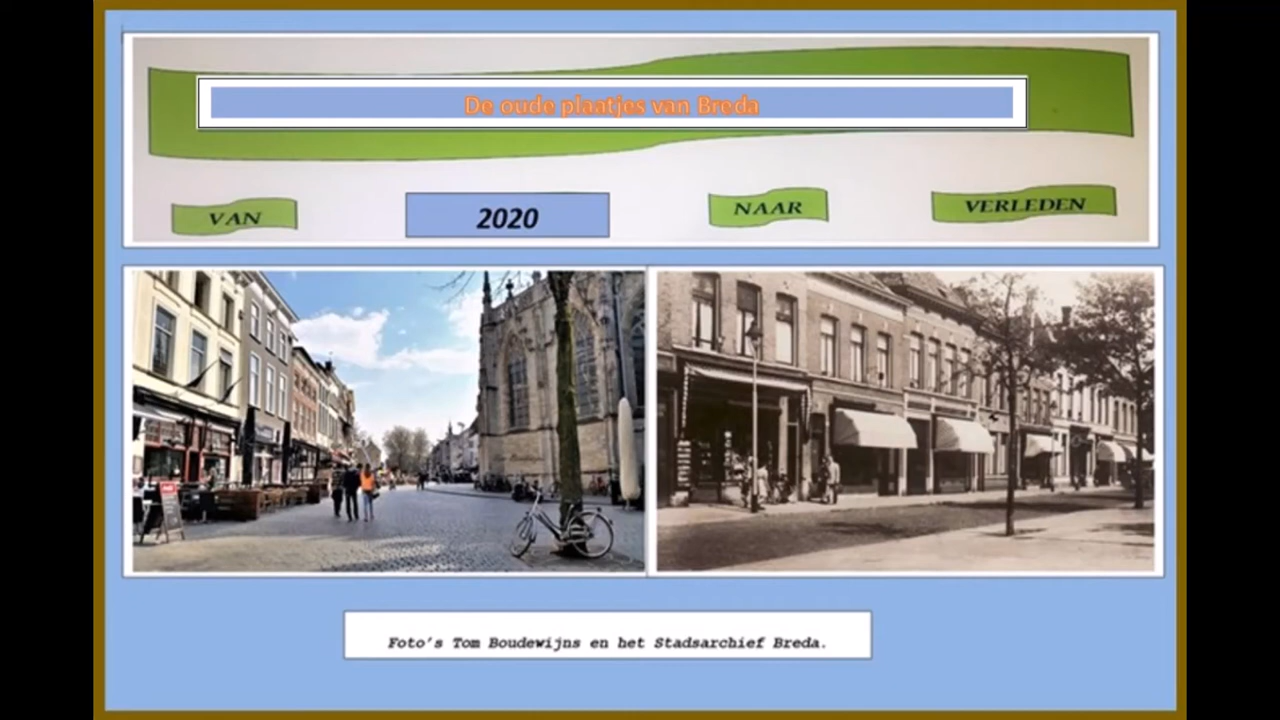 De oude plaatjes van Breda
VAN 2020 NAAR VERLEDEN
Foto's Tom Boudewijns en het Stadsarchief Breda.